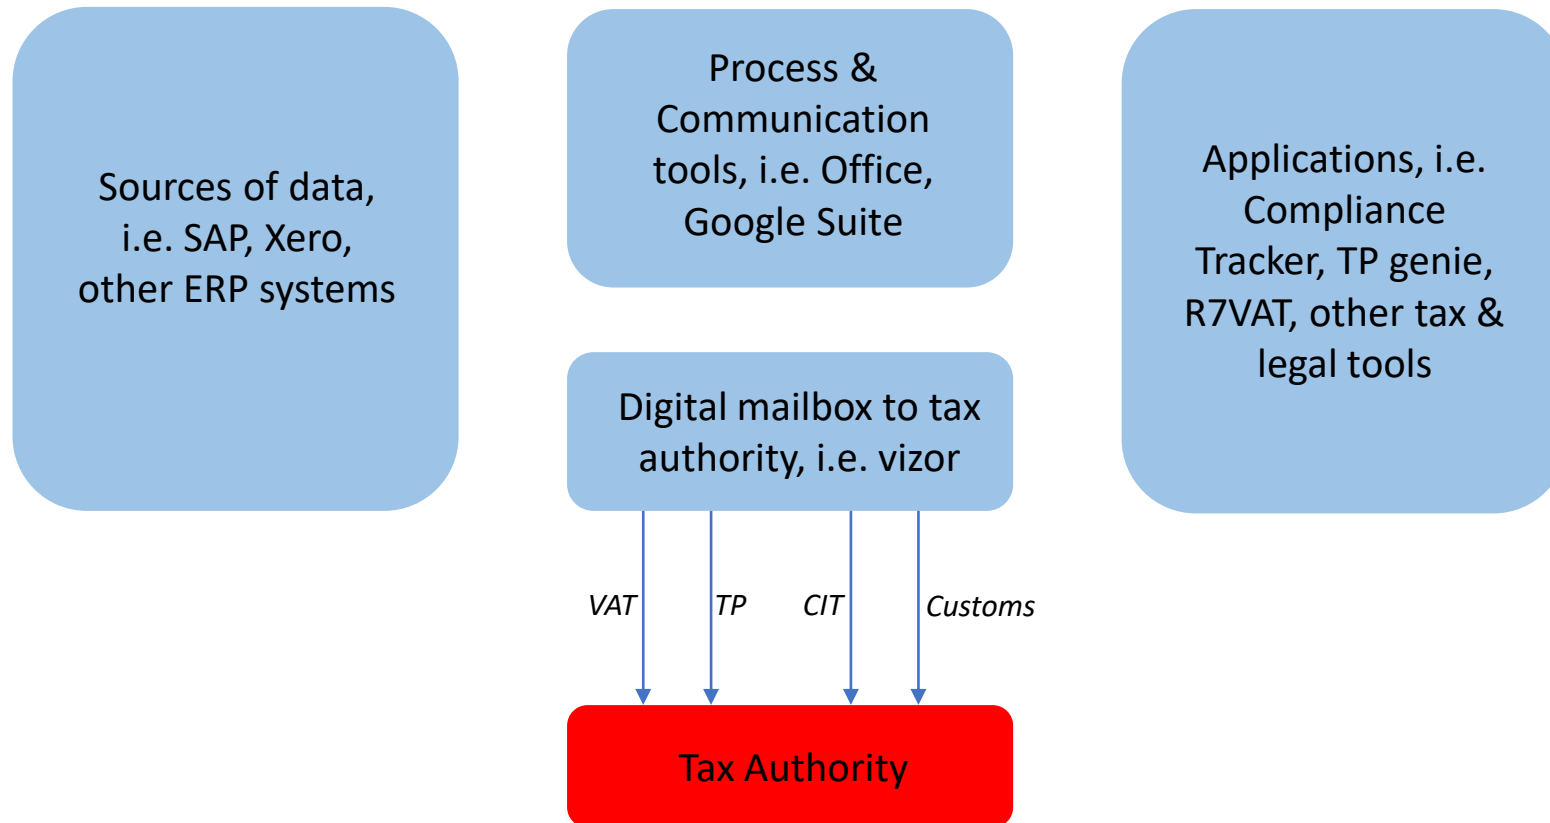 Sources of data,
i.e. SAP, Xero,
other ERP systems
Process &
Communication
tools, i.e. Office,
Google Suite
Applications, i.e.
Compliance
Tracker, TP genie,
R7VAT, other tax &
legal tools
Digital mailbox to tax
authority, i.e. vizor
VAT
TP
CIT
Customs
Tax Authority